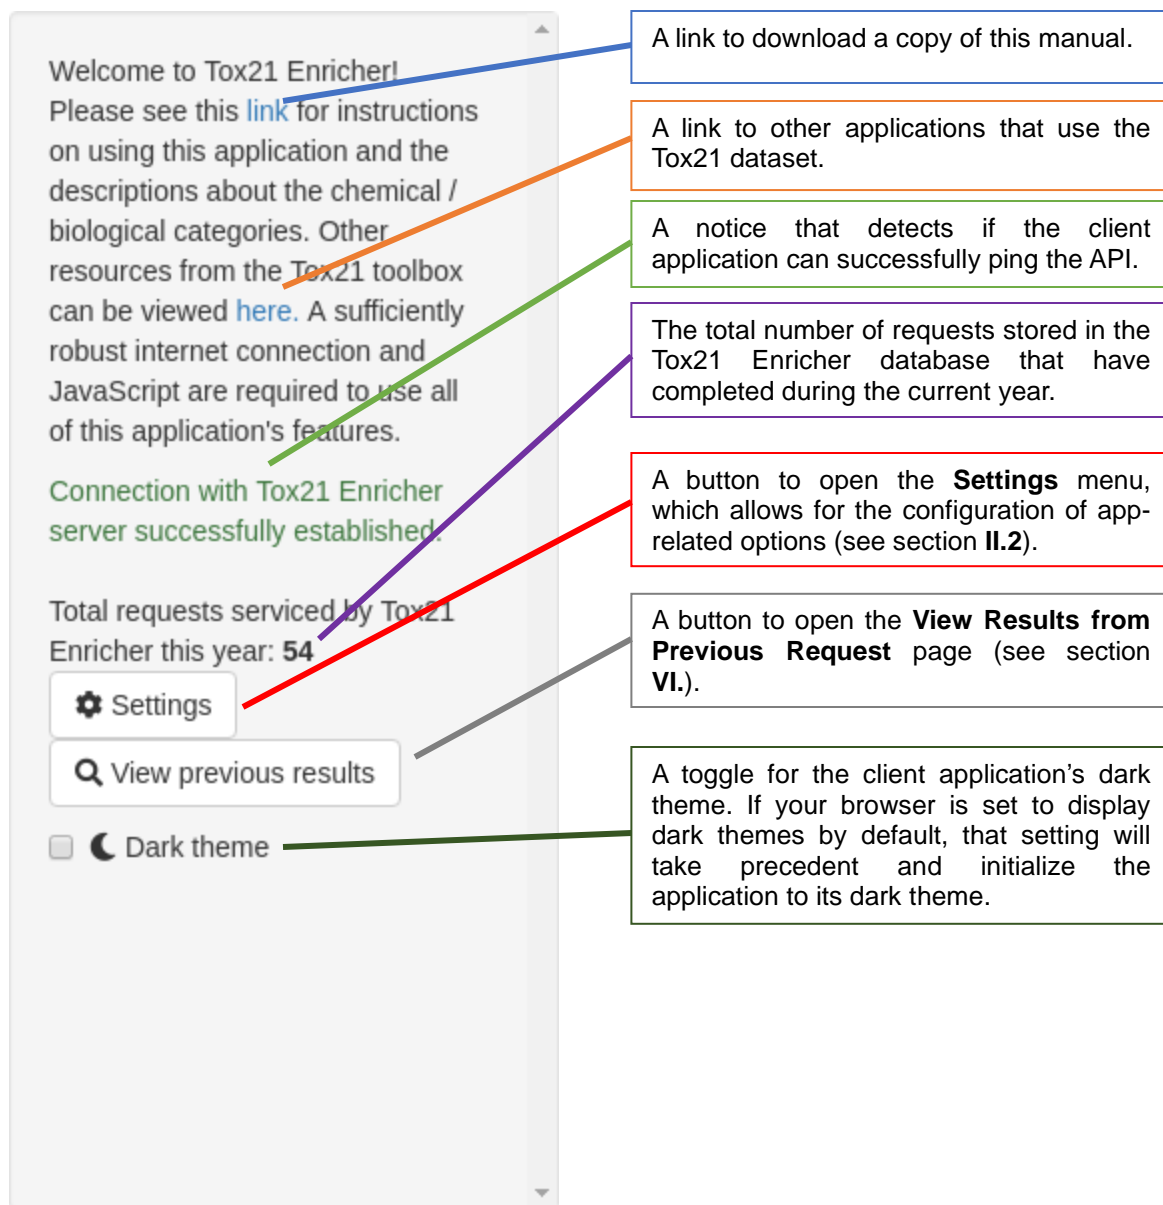 Welcome to Tox21 Enricher!
Please see this link for instructions
on using this application and the
descriptions about the chemical /
biological categories. Other
resources from the Tox21 toolbox
can be viewed here. A sufficiently
robust internet connection and
JavaScript are required to use all
of this application's features.
Connection with Tox21 Enricher
server successfully established.
Total requests serviced by Tox21
Enricher this year: 54
Settings
View previous results
Dark theme
A link to download a copy of this manual.
A link to other applications that use the
Tox21 dataset.
A notice that detects if the client
application can successfully ping the API.
The total number of requests stored in the
Tox21 Enricher database that have
completed during the current year.
A button to open the Settings menu,
which allows for the configuration of app-
related options (see section II.2).
A button to open the View Results from
Previous Request page (see section
VI.).
A toggle for the client application’s dark
theme. If your browser is set to display
dark themes by default, that setting will
take precedent and initialize the
application to its dark theme.